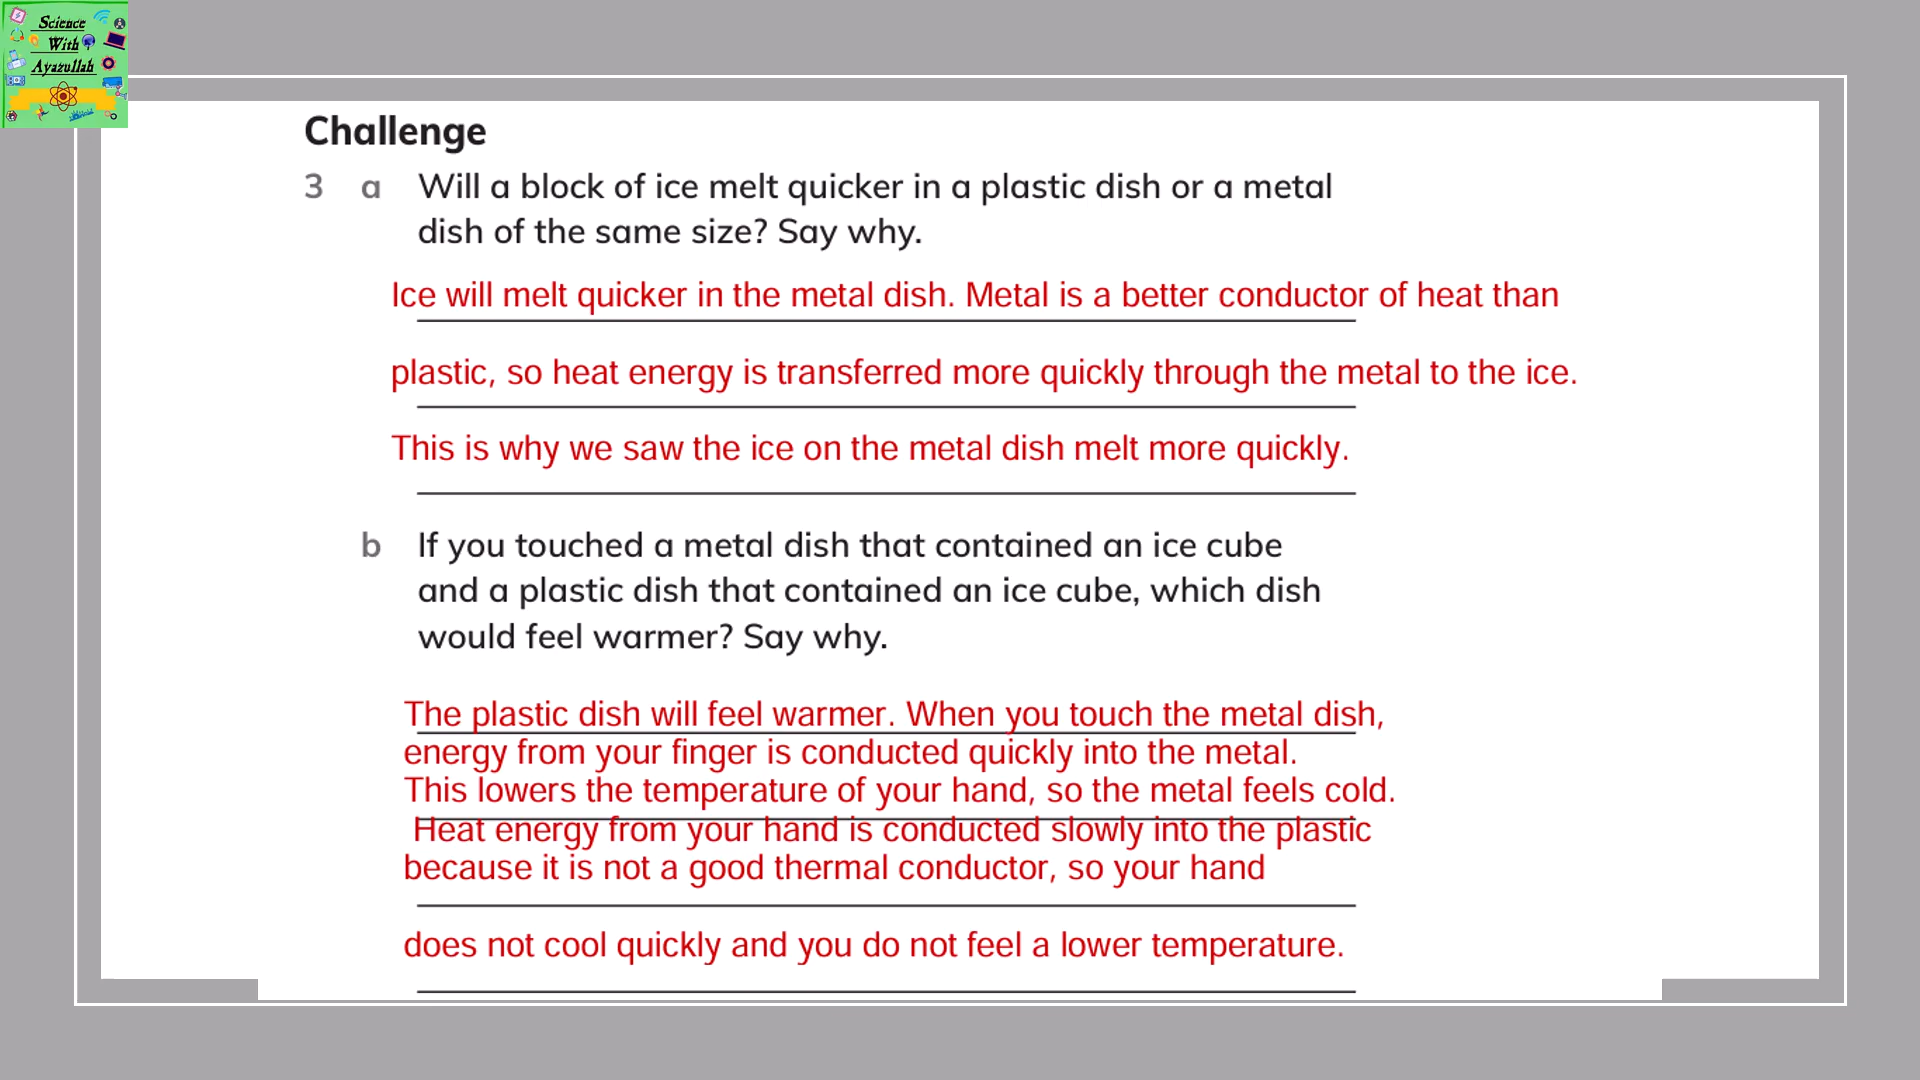 Science
With
Ayazullah
Challenge
3 a Will a block of ice melt quicker in a plastic dish or a metal
dish of the same size? Say why.
Ice will melt quicker in the metal dish. Metal is a better conductor of heat than
plastic, so heat energy is transferred more quickly through the metal to the ice.
This is why we saw the ice on the metal dish melt more quickly.
b If you touched a metal dish that contained an ice cube
and a plastic dish that contained an ice cube, which dish
would feel warmer? Say why.
The plastic dish will feel warmer. When you touch the metal dish,
energy from your finger is conducted quickly into the metal.
This lowers the temperature of your hand, so the metal feels cold.
Heat energy from your hand is conducted slowly into the plastic
because it is not a good thermal conductor, so your hand
does not cool quickly and you do not feel a lower temperature.